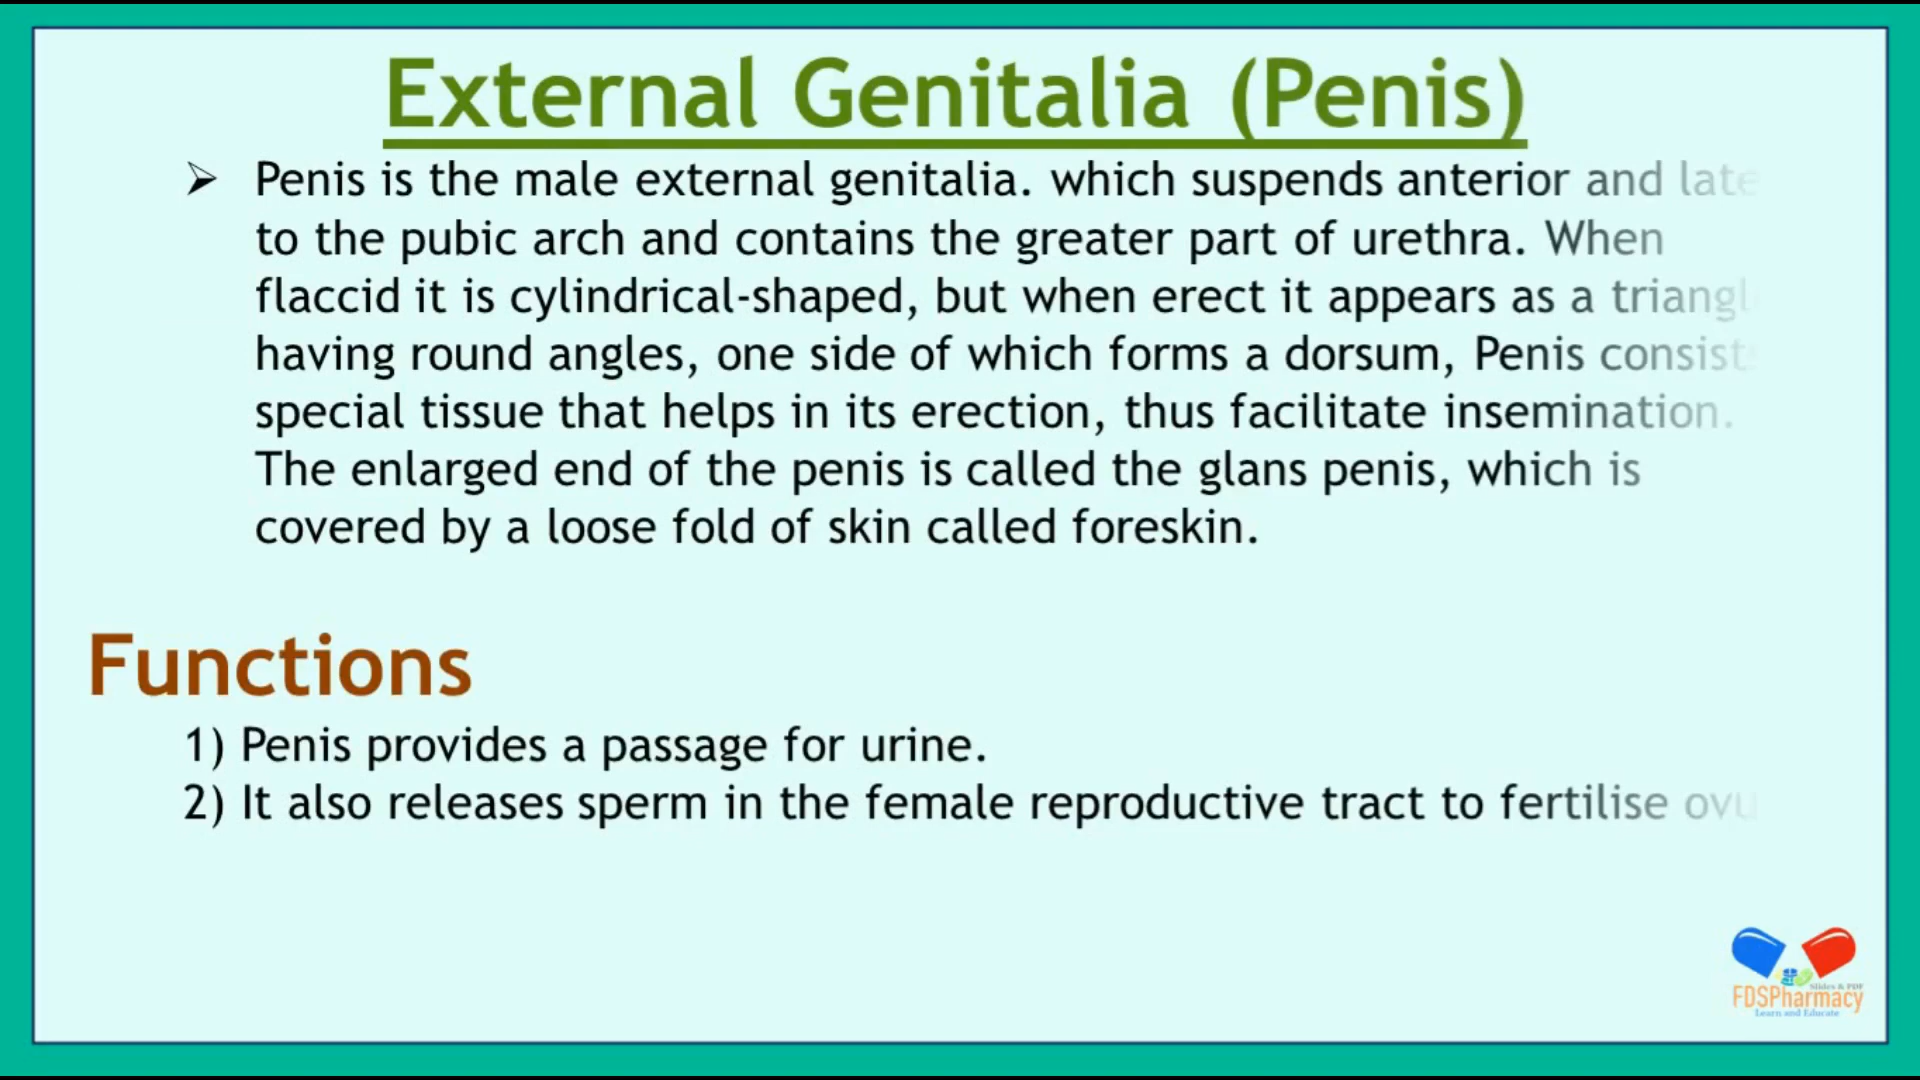 External Genitalia (Penis)
➢ Penis is the male external genitalia. which suspends anterior and
to the pubic arch and contains the greater part of urethra. When
flaccid it is cylindrical-shaped, but when erect it appears as a
having round angles, one side of which forms a dorsum, Penis
special tissue that helps in its erection, thus facilitate insemination.
The enlarged end of the penis is called the glans penis, which is
covered by a loose fold of skin called foreskin.
Functions
1) Penis provides a passage for urine.
2) It also releases sperm in the female reproductive tract to fertilise
Slides & PDF
FDSPharmacy
Learn and Educate